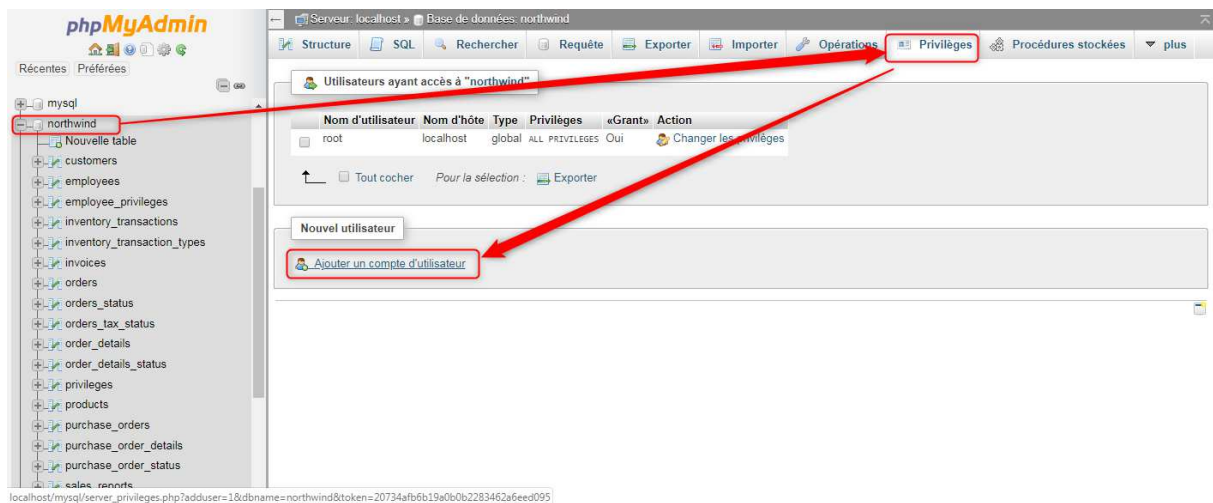 phpMyAdmin
Récentes Préférées
mysql
northwind
Nouvelle table
customers
employees
employee_privileges
inventory_transactions
inventory_transaction_types
invoices
orders
orders_status
orders_tax_status
order_details
order_details_status
privileges
products
purchase_orders
purchase_order_details
purchase_order_status
sales_reports
Serveur: localhost » Base de données: northwind
Structure SQL Rechercher Requête Exporter Importer Opérations Privilèges Procédures stockées plus
Utilisateurs ayant accès à "northwind"
Nom d'utilisateur Nom d'hôte Type Privilèges «Grant» Action
root localhost global ALL PRIVILEGES Oui Changer les privilèges
Tout cocher Pour la sélection : Exporter
Nouvel utilisateur
Ajouter un compte d'utilisateur
localhost/mysql/server_privileges.php?adduser=1&dbname=northwind&token=20734afb6b19a0b0b2283462a6eed095